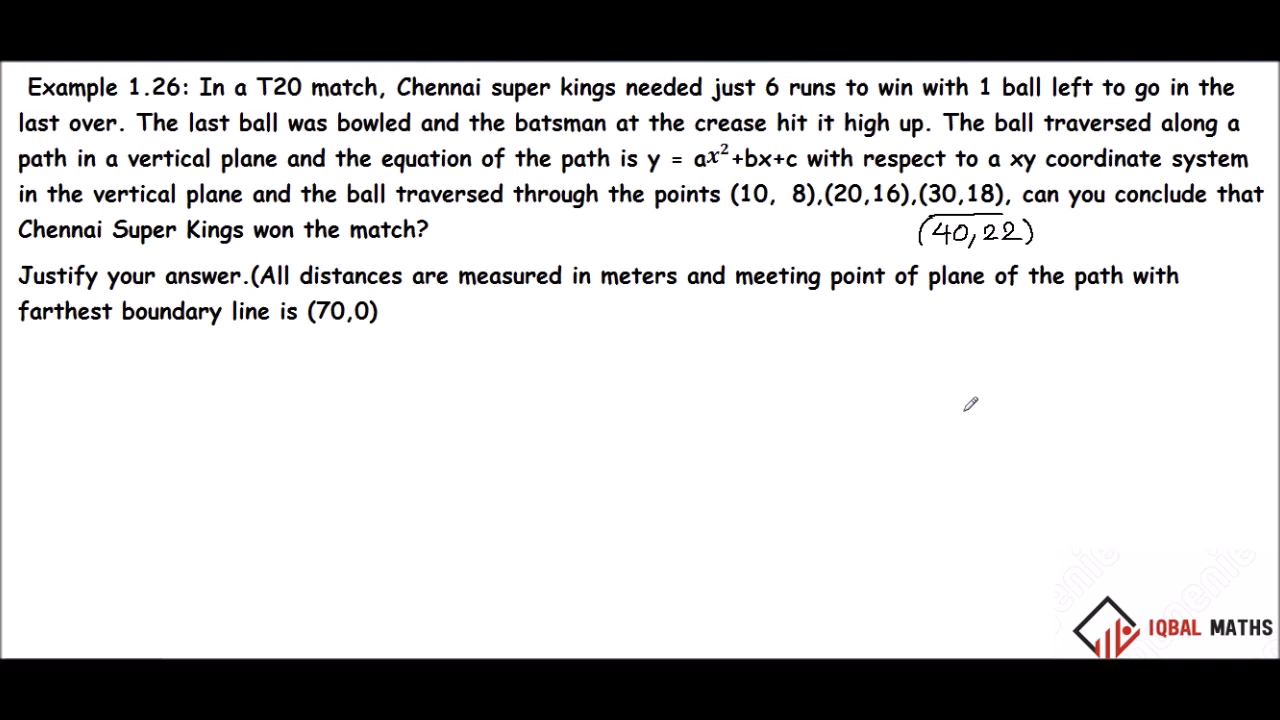 Example 1.26: In a T20 match, Chennai super kings needed just 6 runs to win with 1 ball left to go in the
last over. The last ball was bowled and the batsman at the crease hit it high up. The ball traversed along a
path in a vertical plane and the equation of the path is y = ax²+bx+c with respect to a xy coordinate system
in the vertical plane and the ball traversed through the points (10, 8),(20,16),(30,18), can you conclude that
Chennai Super Kings won the match?
(40,22)
Justify your answer.(All distances are measured in meters and meeting point of plane of the path with
farthest boundary line is (70,0)
IQBAL MATHS